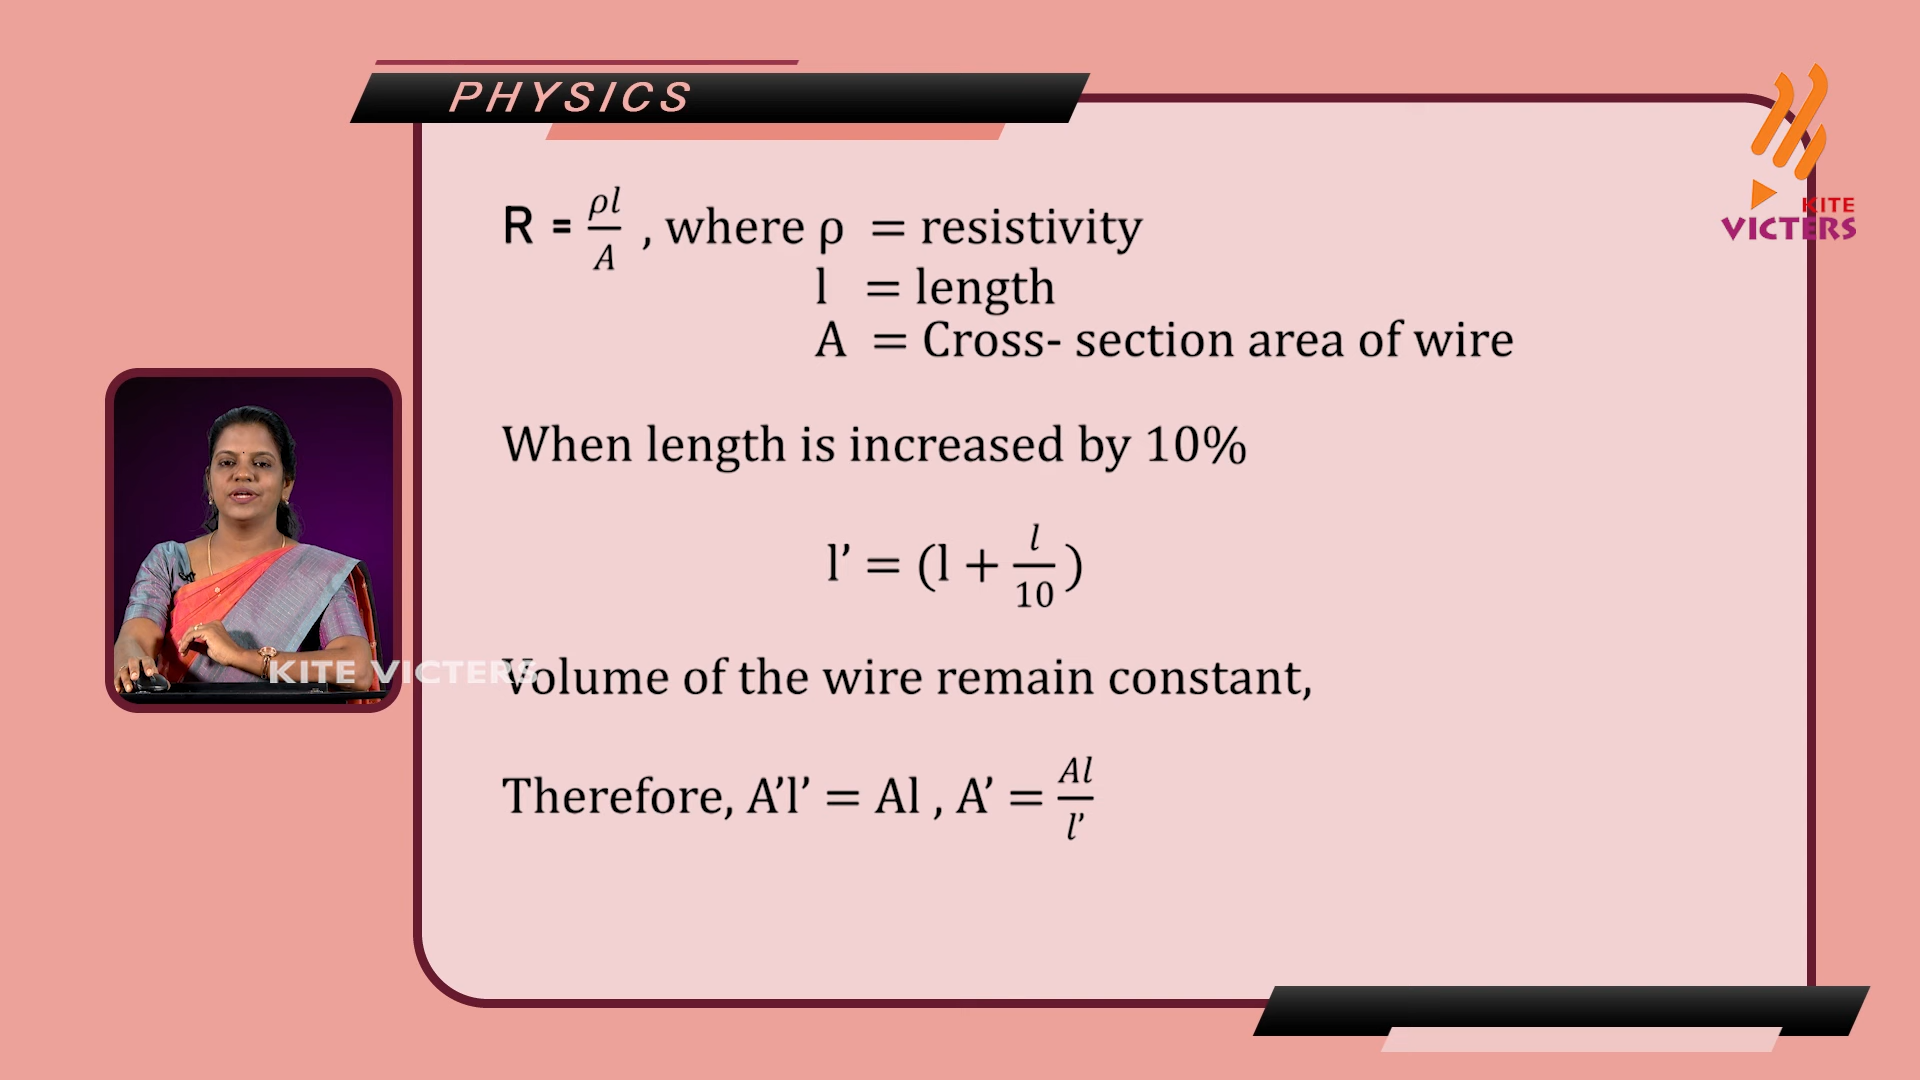 PHYSICS
KITE
VICTERS
R = ρl/A , where ρ = resistivity
l = length
A = Cross- section area of wire
When length is increased by 10%
l’ = (l + l/10)
KITE VICTERS
Volume of the wire remain constant,
Therefore, A’l’ = Al , A’ = Al/l’